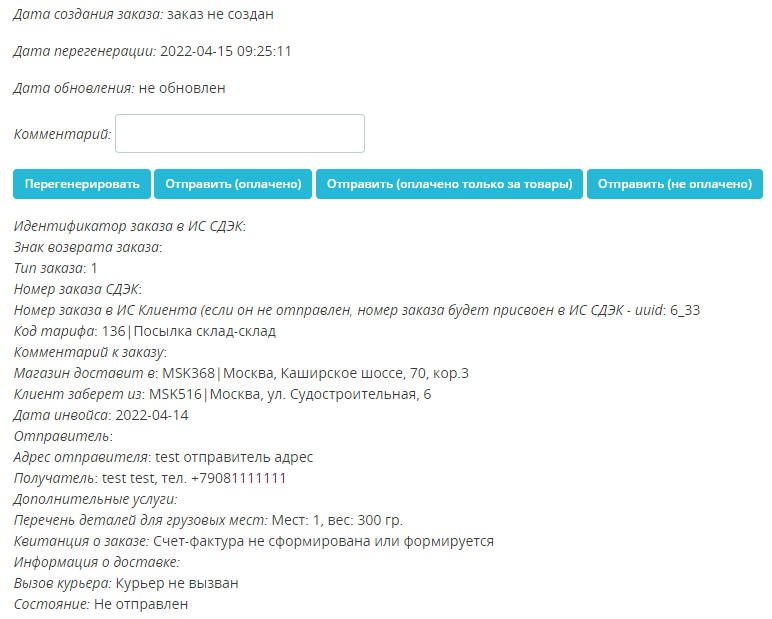 Дата создания заказа: заказ не создан
Дата перегенерации: 2022-04-15 09:25:11
Дата обновления: не обновлен
Комментарий:
Перегенерировать Отправить (оплачено) Отправить (оплачено только за товары) Отправить (не оплачено)
Идентификатор заказа в ИС СДЭК:
Знак возврата заказа:
Тип заказа: 1
Номер заказа СДЭК:
Номер заказа в ИС Клиента (если он не отправлен, номер заказа будет присвоен в ИС СДЭК - uuid: 6_33
Код тарифа: 136|Посылка склад-склад
Комментарий к заказу:
Магазин доставит в: MSK368|Москва, Каширское шоссе, 70, кор.3
Клиент заберет из: MSK516|Москва, ул. Судостроительная, 6
Дата инвойса: 2022-04-14
Отправитель:
Адрес отправителя: test отправитель адрес
Получатель: test test, тел. +79081111111
Дополнительные услуги:
Перечень деталей для грузовых мест: Мест: 1, вес: 300 гр.
Квитанция о заказе: Счет-фактура не сформирована или формируется
Информация о доставке:
Вызов курьера: Курьер не вызван
Состояние: Не отправлен